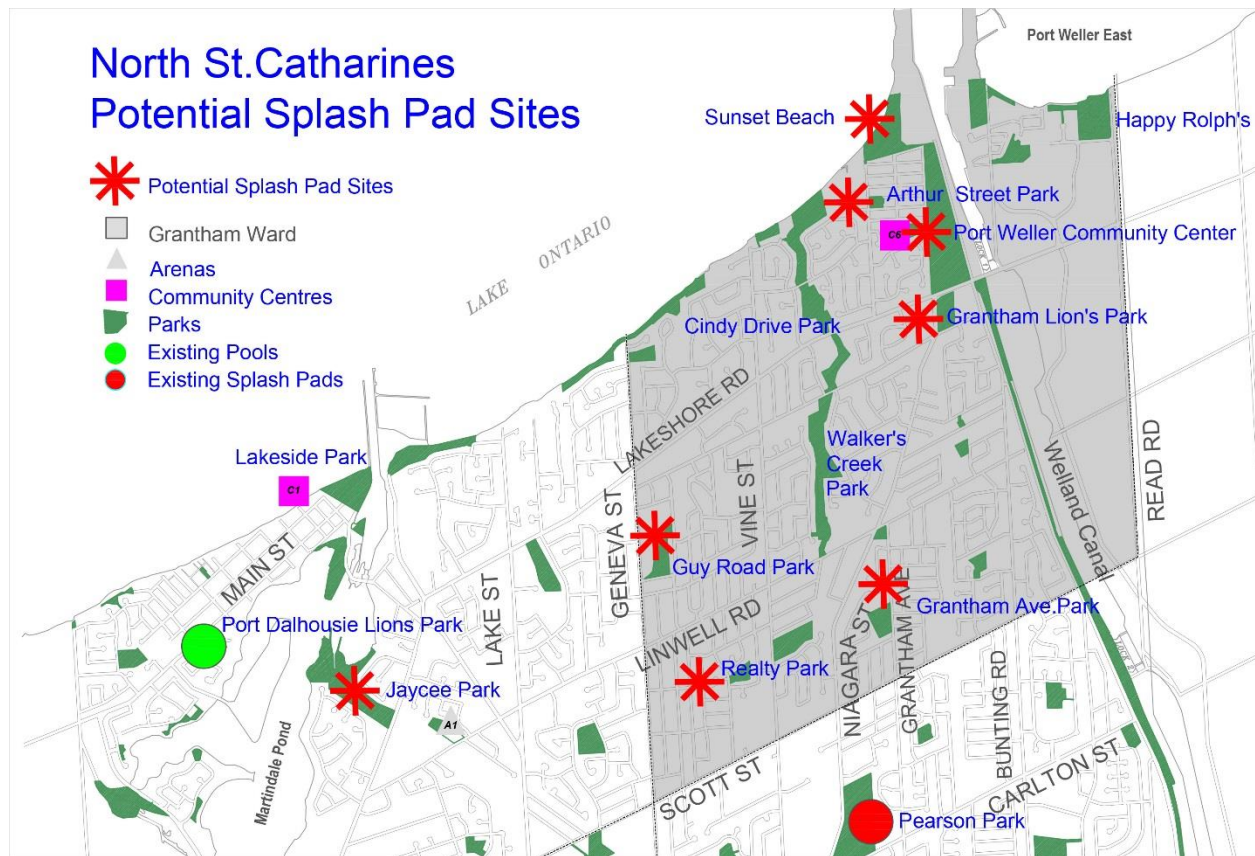 North St.Catharines
Potential Splash Pad Sites
Potential Splash Pad Sites
Grantham Ward
Arenas
Community Centres
Parks
Existing Pools
Existing Splash Pads
Port Weller East
Sunset Beach
Happy Rolph's
Arthur Street Park
C6
Port Weller Community Center
LAKE ONTARIO
Cindy Drive Park
Grantham Lion's Park
LAKESHORE RD
Walker's
Creek
Park
Lakeside Park
C1
VINE ST
Welland Canal
READ RD
GENEVA ST
MAIN ST
Guy Road Park
LAKE ST
Grantham Ave.Park
Port Dalhousie Lions Park
LINWELL RD
NIAGARA ST
GRANTHAM AVE
Realty Park
Jaycee Park
A1
BUNTING RD
Martindale Pond
SCOTT ST
CARLTON ST
Pearson Park